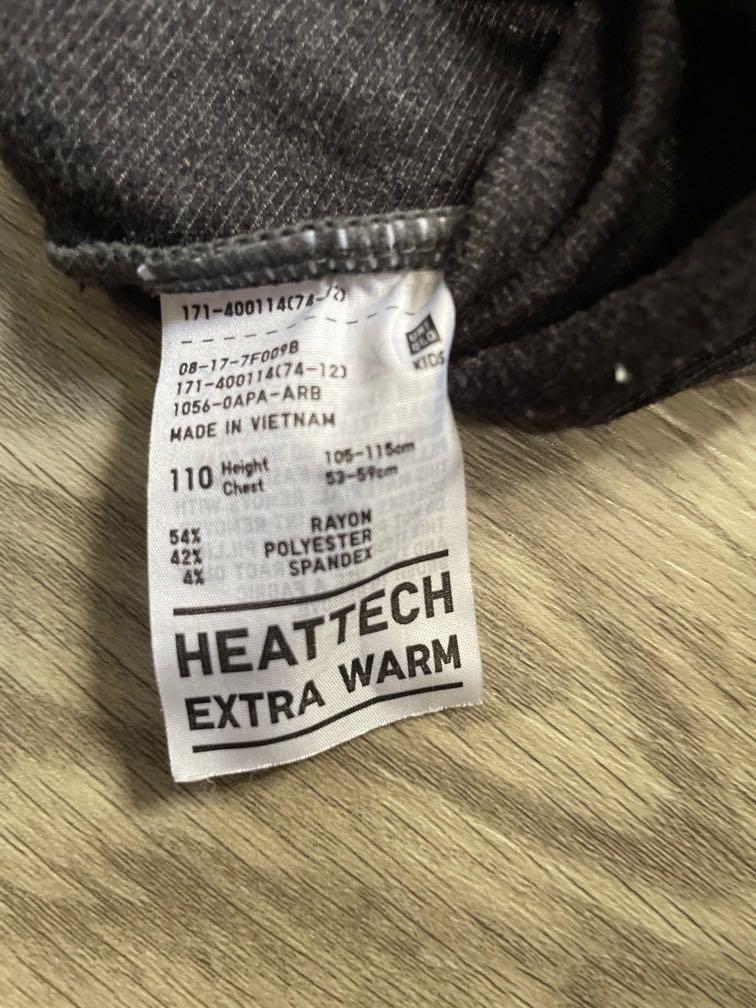 171-400114(74-12)
UNI
QLO
KIDS
08-17-7F009B
171-400114(74-12)
1056-0APA-ARB
MADE IN VIETNAM
110 Height 105-115cm
Chest 53-59cm
54% RAYON
42% POLYESTER
4% SPANDEX
HEATTECH
EXTRA WARM